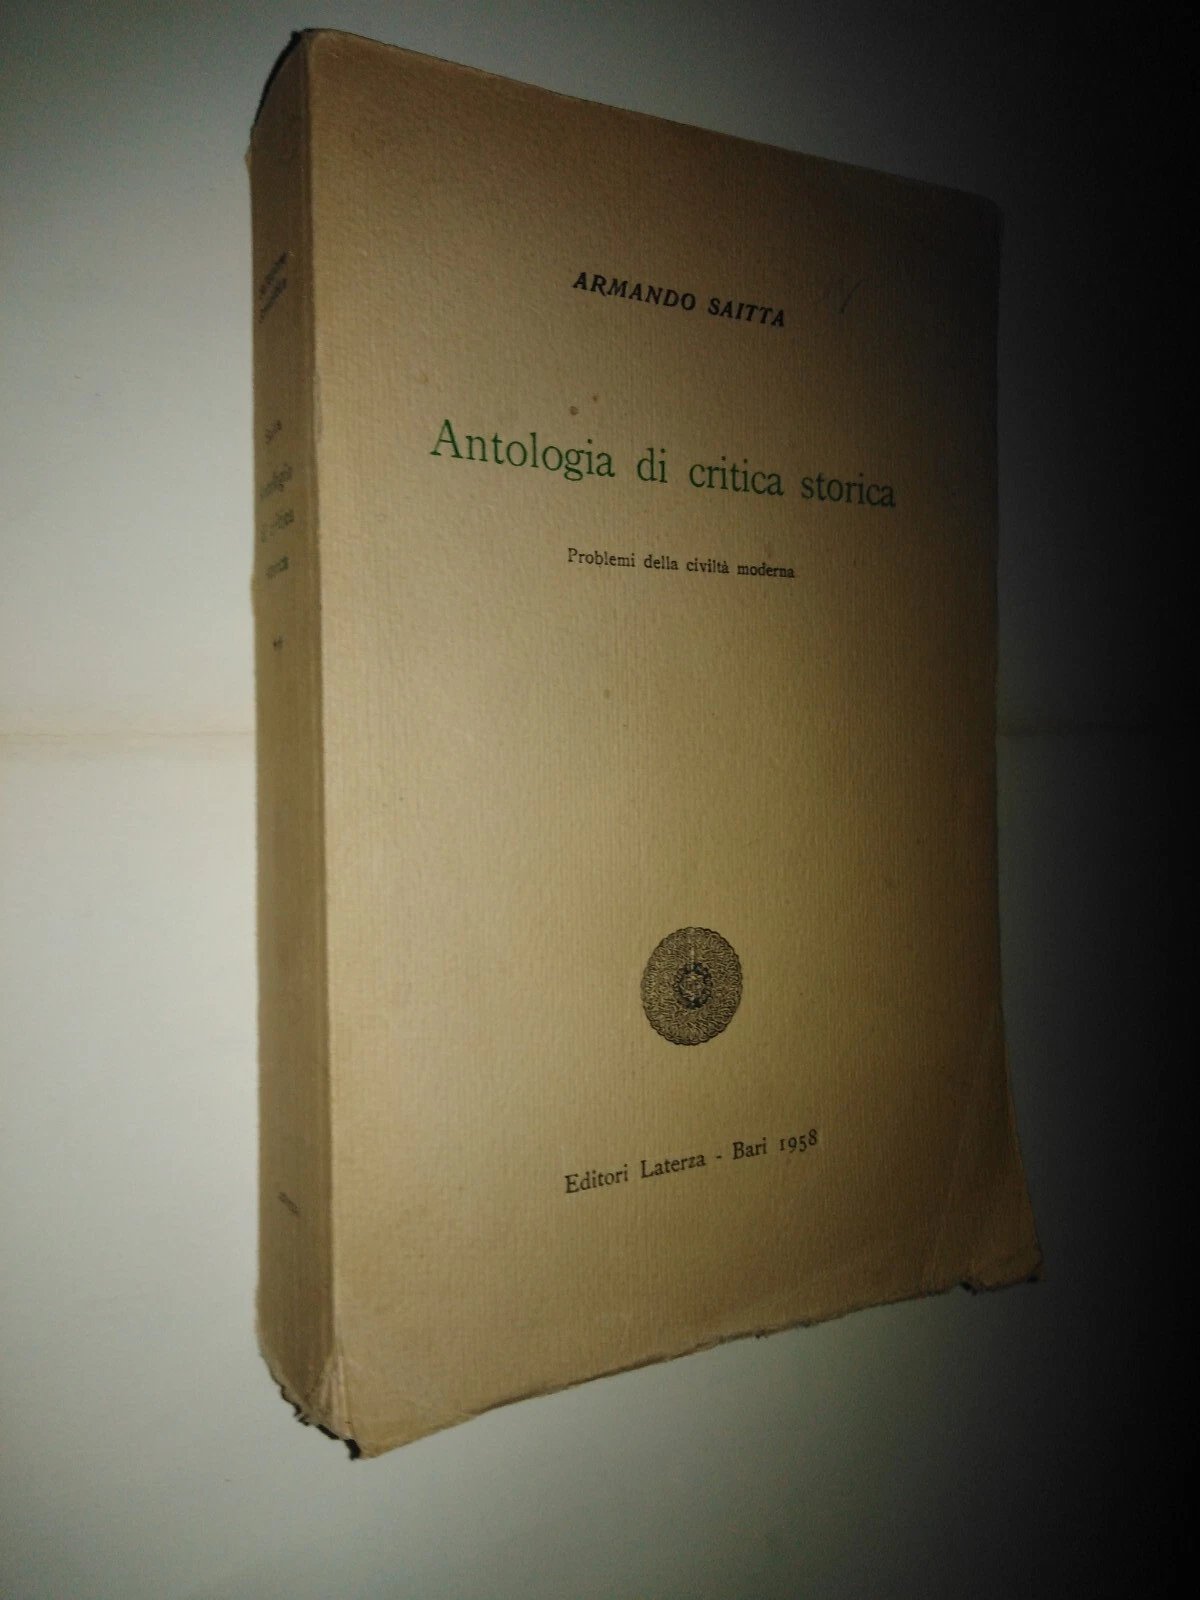 ARMANDO SAITTA
Antologia di critica storica
Problemi della civiltà moderna
Editori Laterza - Bari 1958